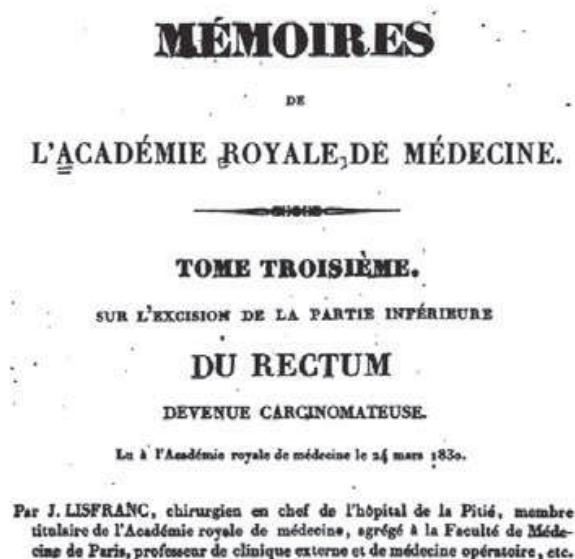 MÉMOIRES
DE
L'ACADÉMIE ROYALE DE MÉDECINE.
TOME TROISIÈME.
SUR L'EXCISION DE LA PARTIE INFÉRIEURE
DU RECTUM
DEVENUE CARCINOMATEUSE.
Lu à l'Académie royale de médecine le 24 mars 1830.
Par J. LISFRANC, chirurgien en chef de l'hôpital de la Pitié, membre
titulaire de l'Académie royale de médecine, agrégé à la Faculté de Méde-
cine de Paris, professeur de clinique externe et de médecine opératoire, etc.